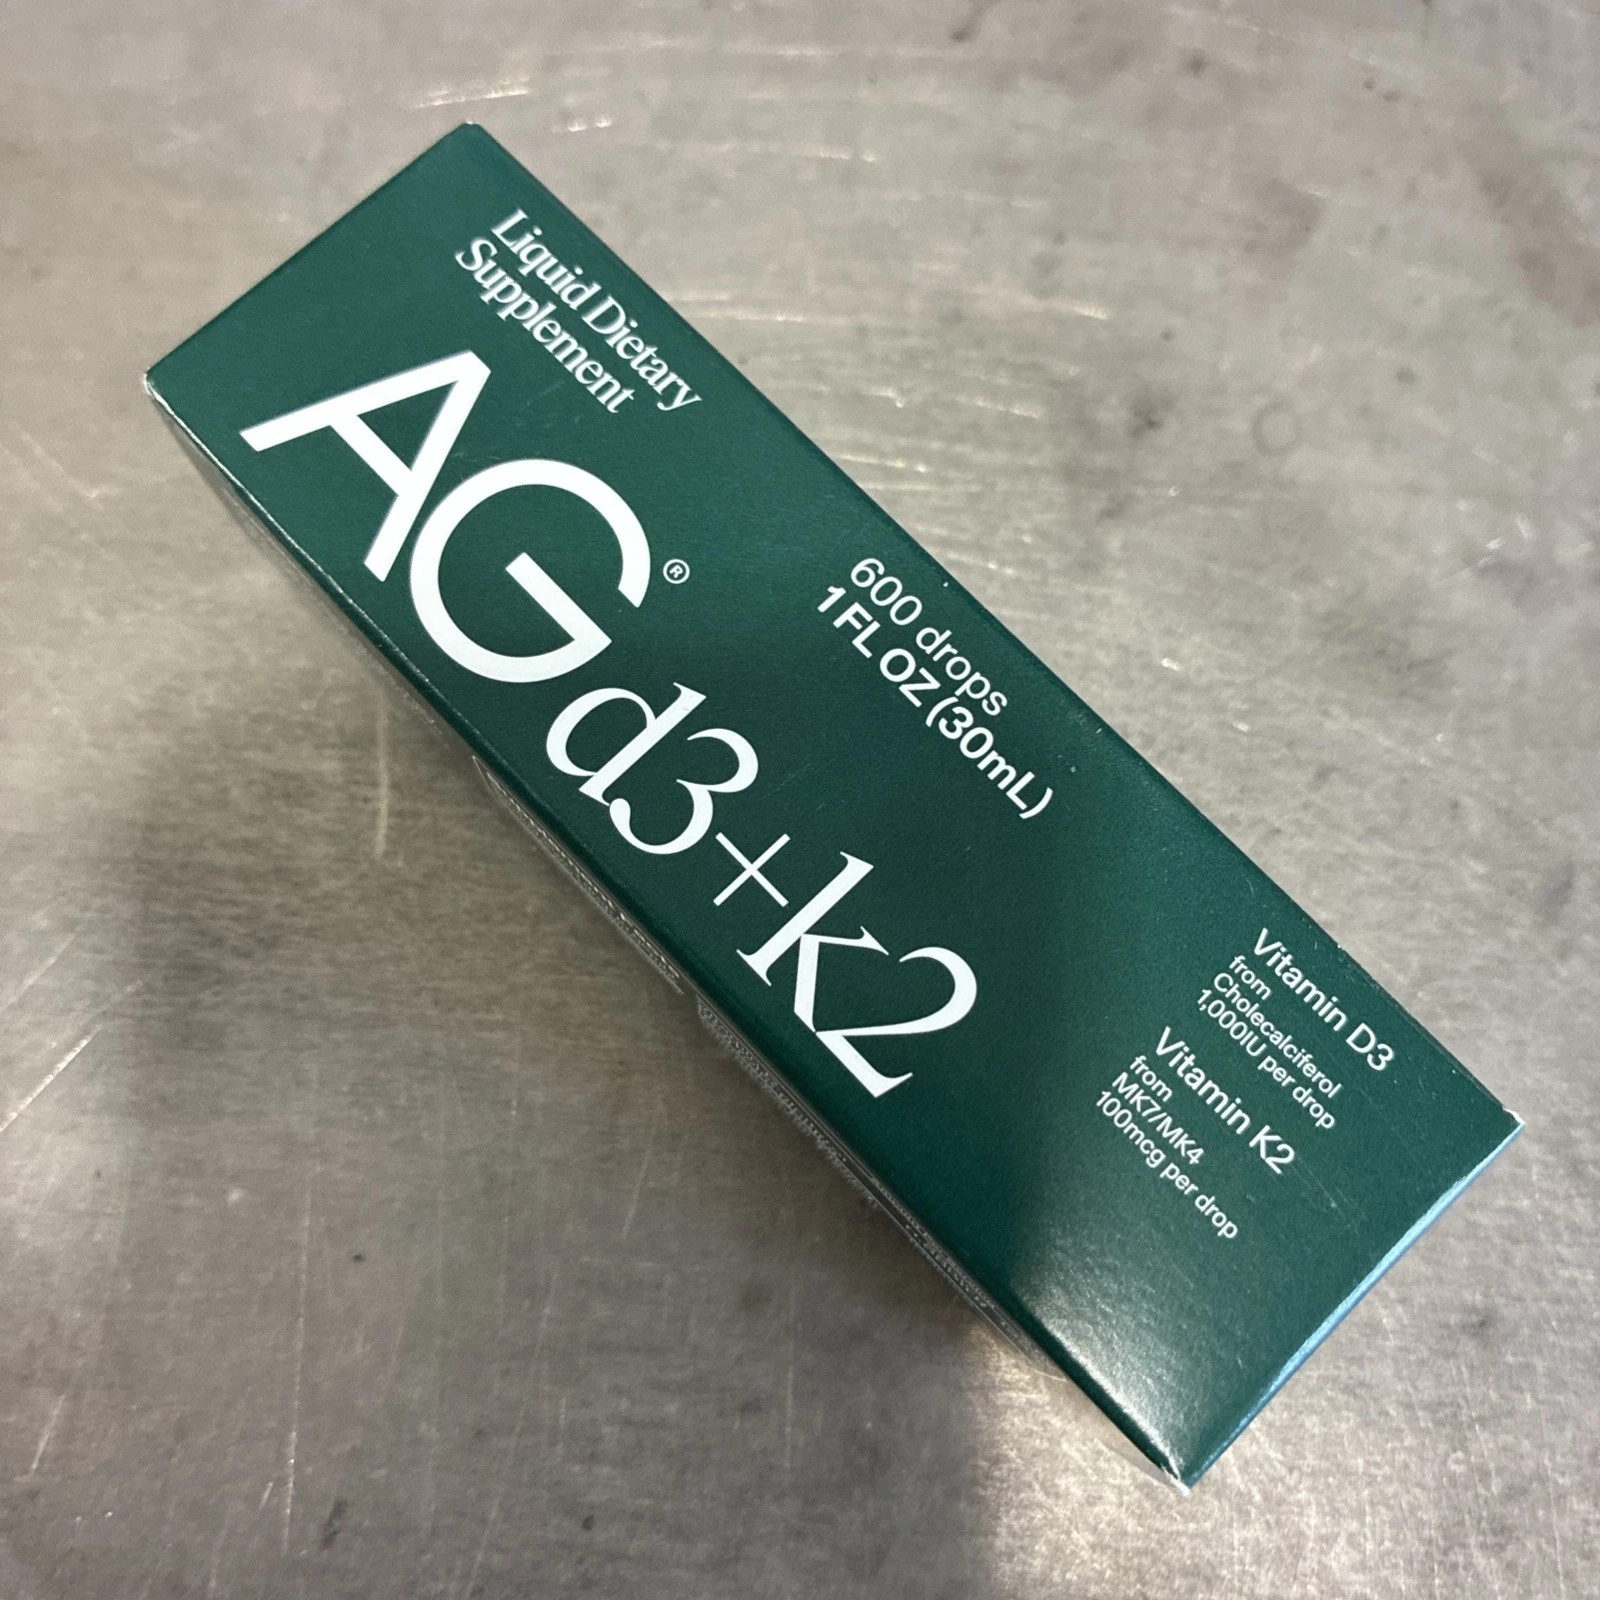 Liquid Dietary
Supplement
AG®
d3+k2
600 drops
1 FL OZ (30mL)
Vitamin D3
from
Cholecalciferol
1,000IU per drop
Vitamin K2
from
MK7/MK4
100mcg per drop